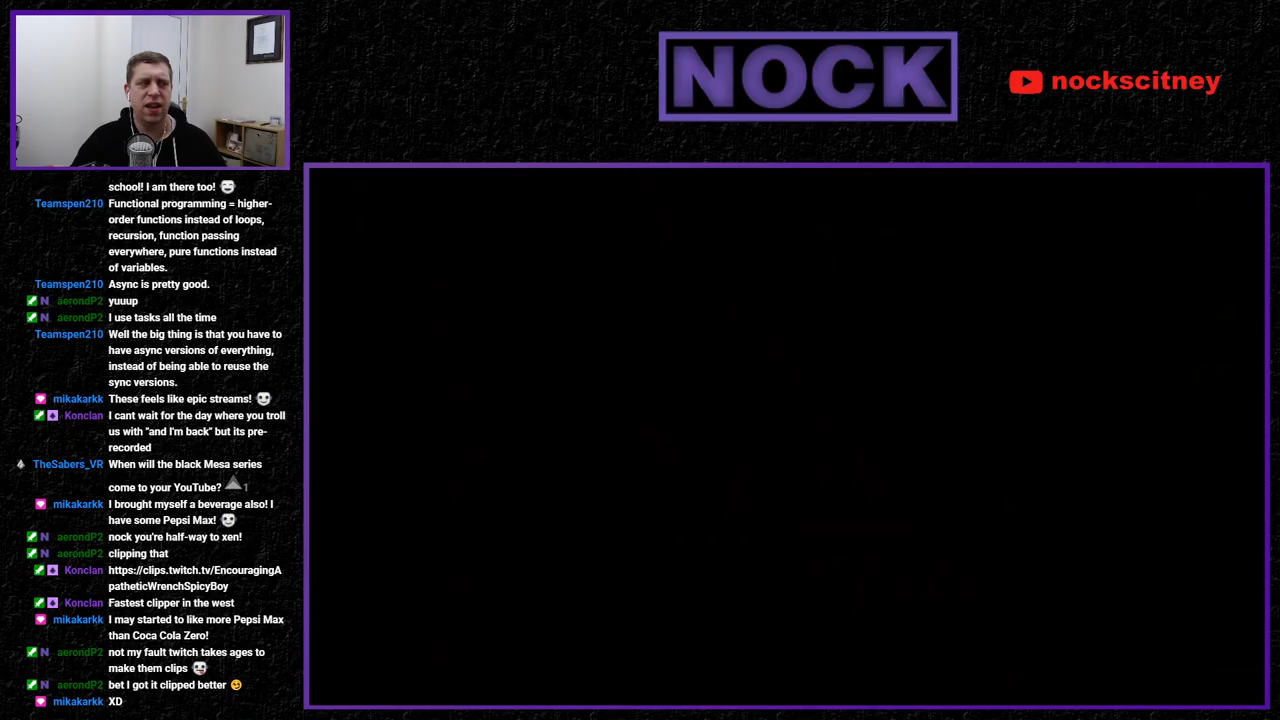 NOCK
nockscitney
school! I am there too!
Teamspen210 Functional programming = higher-
order functions instead of loops,
recursion, function passing
everywhere, pure functions instead
of variables.
Teamspen210 Async is pretty good.
N aerondP2 yuuup
N aerondP2 I use tasks all the time
Teamspen210 Well the big thing is that you have to
have async versions of everything,
instead of being able to reuse the
sync versions.
mikakarkk These feels like epic streams!
Konclan I cant wait for the day where you troll
us with "and I'm back" but its pre-
recorded
TheSabers_VR When will the black Mesa series
come to your YouTube? 1
mikakarkk I brought myself a beverage also! I
have some Pepsi Max!
N aerondP2 nock you're half-way to xen!
N aerondP2 clipping that
Konclan https://clips.twitch.tv/EncouragingA
patheticWrenchSpicyBoy
Konclan Fastest clipper in the west
mikakarkk I may started to like more Pepsi Max
than Coca Cola Zero!
N aerondP2 not my fault twitch takes ages to
make them clips
N aerondP2 bet I got it clipped better
mikakarkk XD